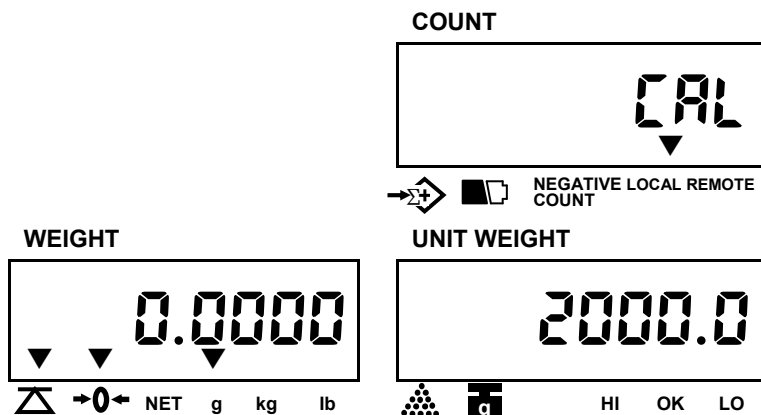 COUNT
CAL
NEGATIVE LOCAL REMOTE
COUNT
WEIGHT
0.0000
0 NET g kg lb
UNIT WEIGHT
2000.0
g HI OK LO